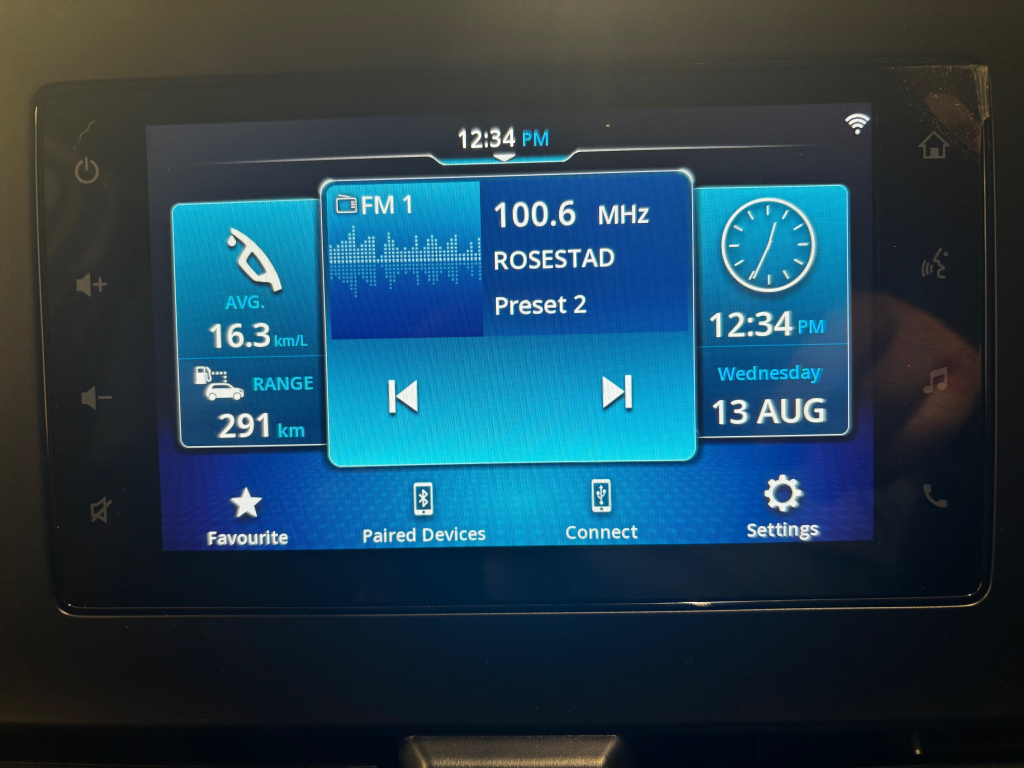 12:34 PM
FM 1
100.6 MHz
ROSESTAD
Preset 2
AVG.
16.3 km/L
RANGE
291 km
12:34 PM
Wednesday
13 AUG
Favourite
Paired Devices
Connect
Settings